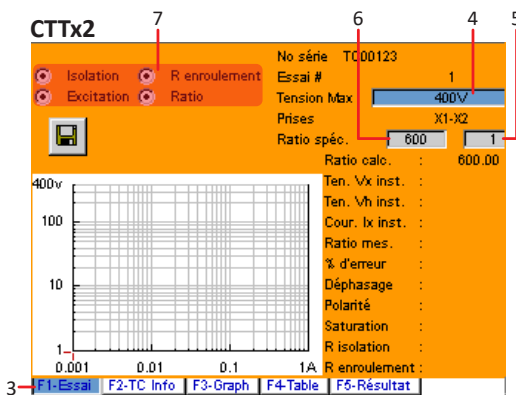 7
6
4
5
CTTx2
No série T000123
Isolation R enroulement
Essai # 1
Excitation Ratio
Tension Max 400V
Prises X1-X2
Ratio spéc. 600 1
Ratio calc. : 600.00
Ten. Vx inst. :
400v
Ten. Vh inst. :
100
Cour. Ix inst. :
Ratio mes. :
% d'erreur :
10
Déphasage :
Polarité :
Saturation :
1
R isolation :
0.001 0.01 0.1 1A
R enroulement :
3
F1-Essai F2-TC Info F3-Graph F4-Table F5-Résultat